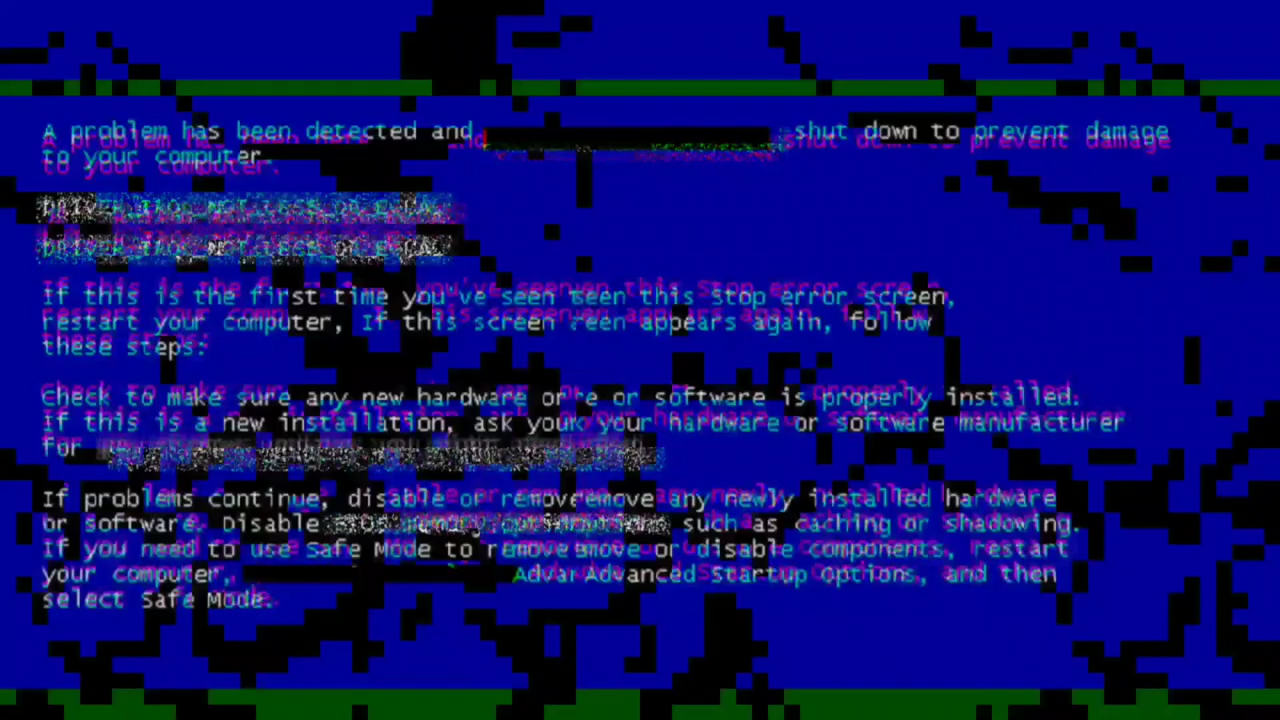 A problem has been detected and shut down to prevent damage
to your computer.
If this is the first time you've seen seen this Stop error screen,
restart your computer, If this screen reen appears again, follow
these steps:
Check to make sure any new hardware or re or software is properly installed.
If this is a new installation, ask your your hardware or software manufacturer
for
If problems continue, disable or removeemove any newly installed hardware
or software. Disable such as caching or shadowing.
If you need to use Safe Mode to remove emove or disable components, restart
your computer, Advar Advanced Startup Options, and then
select Safe Mode.